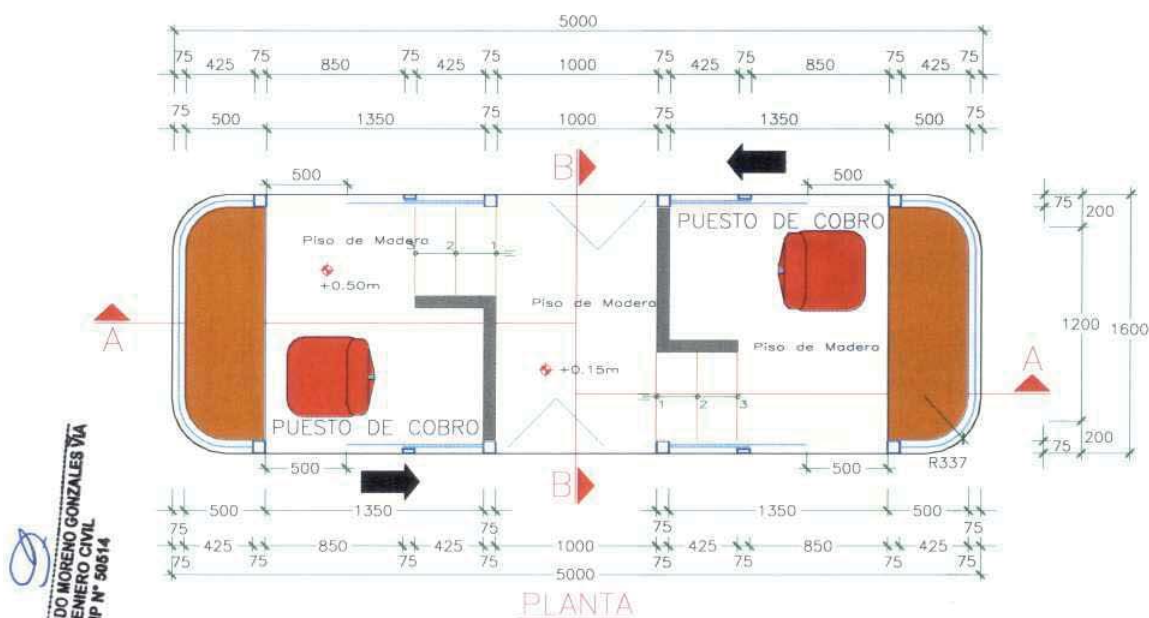 5000
75 425 75 850 75 425 75 1000 75 425 75 850 75 425 75
75 500 1350 75 1000 75 1350 500 75
500 B 500
PUESTO DE COBRO
Piso de Madera 3 2 1
+0.50m
Piso de Madera
A
Piso de Madera
+0.15m
A
1 2 3
PUESTO DE COBRO
R337
500 B 500
75 200 1200 1600 200 75
75 500 1350 75 75 1350 500 75
75 425 75 850 75 425 75 1000 75 425 75 850 75 425 75
5000
PLANTA
DO MORENO GONZALES VIA
ENIERO CIVIL
IP N° 50514